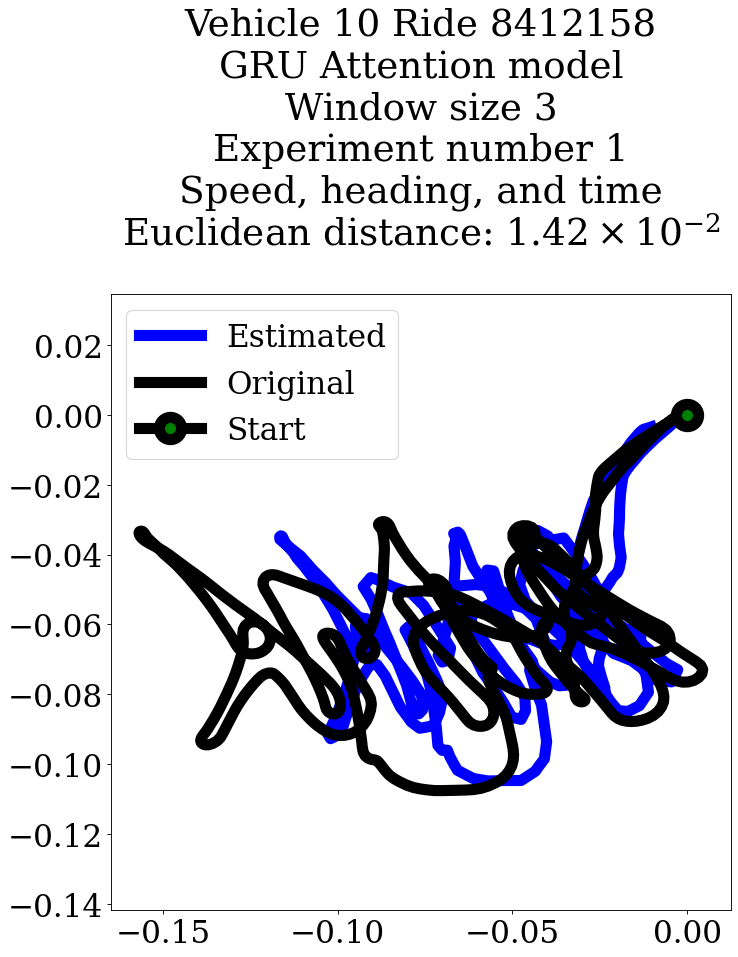 Vehicle 10 Ride 8412158
GRU Attention model
Window size 3
Experiment number 1
Speed, heading, and time
Euclidean distance: 1.42 × 10⁻²
Estimated
Original
Start
0.02
0.00
−0.02
−0.04
−0.06
−0.08
−0.10
−0.12
−0.14
−0.15
−0.10
−0.05
0.00